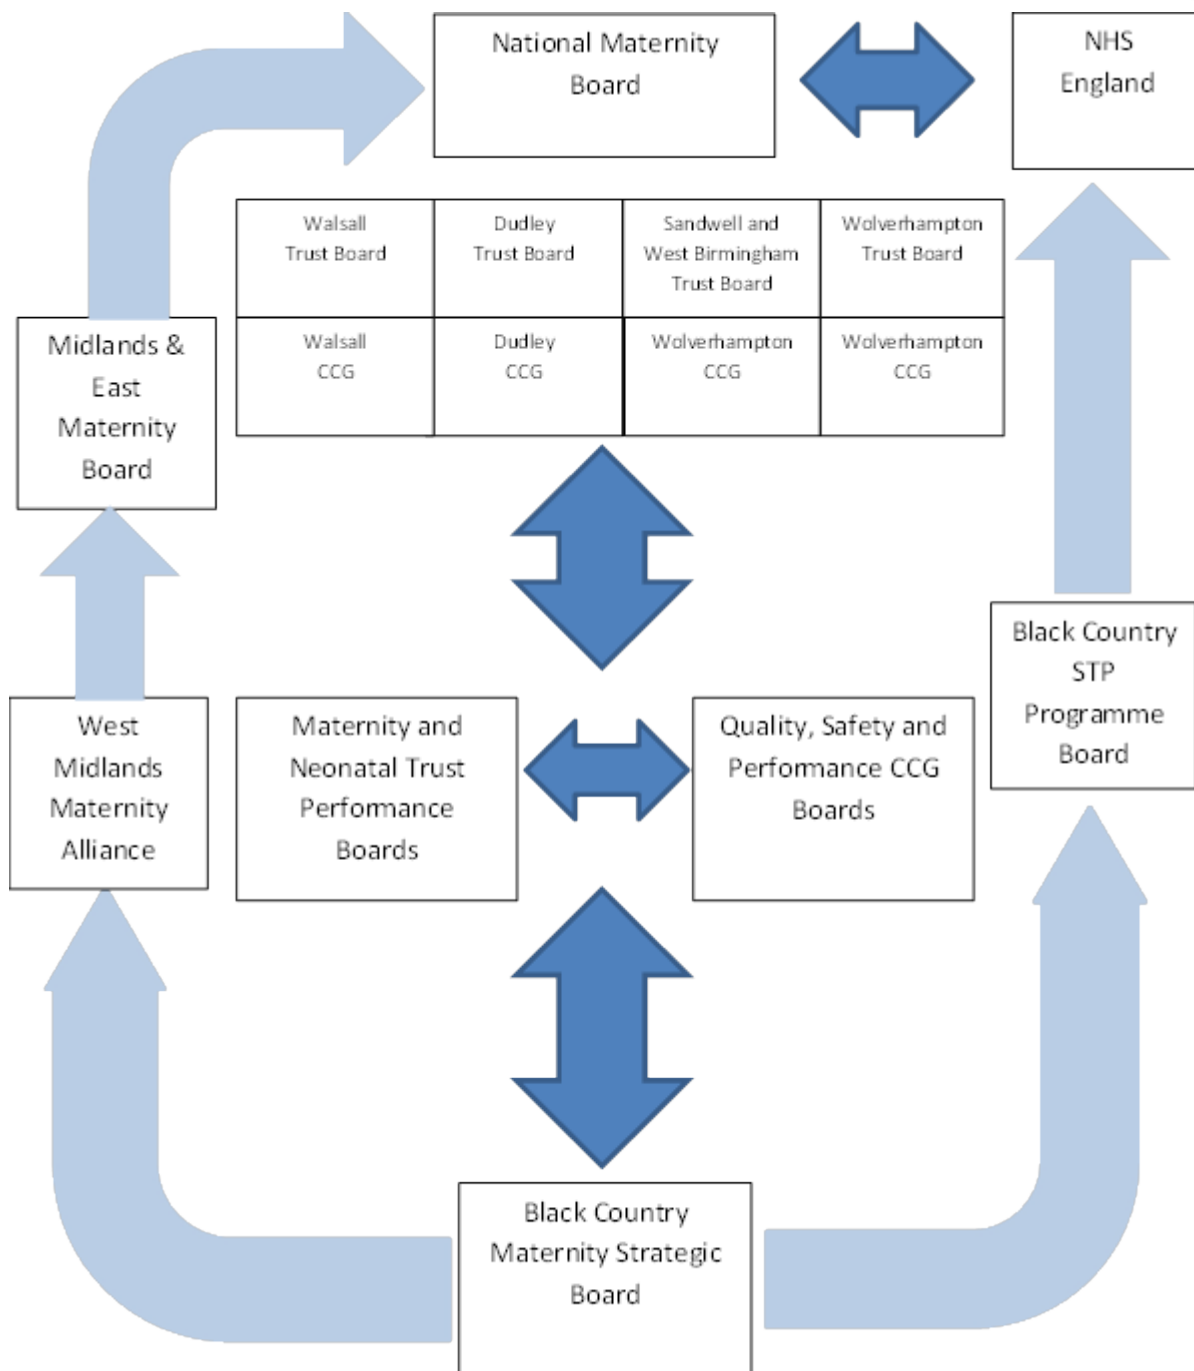 National Maternity
Board
NHS
England
Walsall
Trust Board
Dudley
Trust Board
Sandwell and
West Birmingham
Trust Board
Wolverhampton
Trust Board
Walsall
CCG
Dudley
CCG
Wolverhampton
CCG
Wolverhampton
CCG
Midlands &
East
Maternity
Board
Black Country
STP
Programme
Board
West
Midlands
Maternity
Alliance
Maternity and
Neonatal Trust
Performance
Boards
Quality, Safety and
Performance CCG
Boards
Black Country
Maternity Strategic
Board